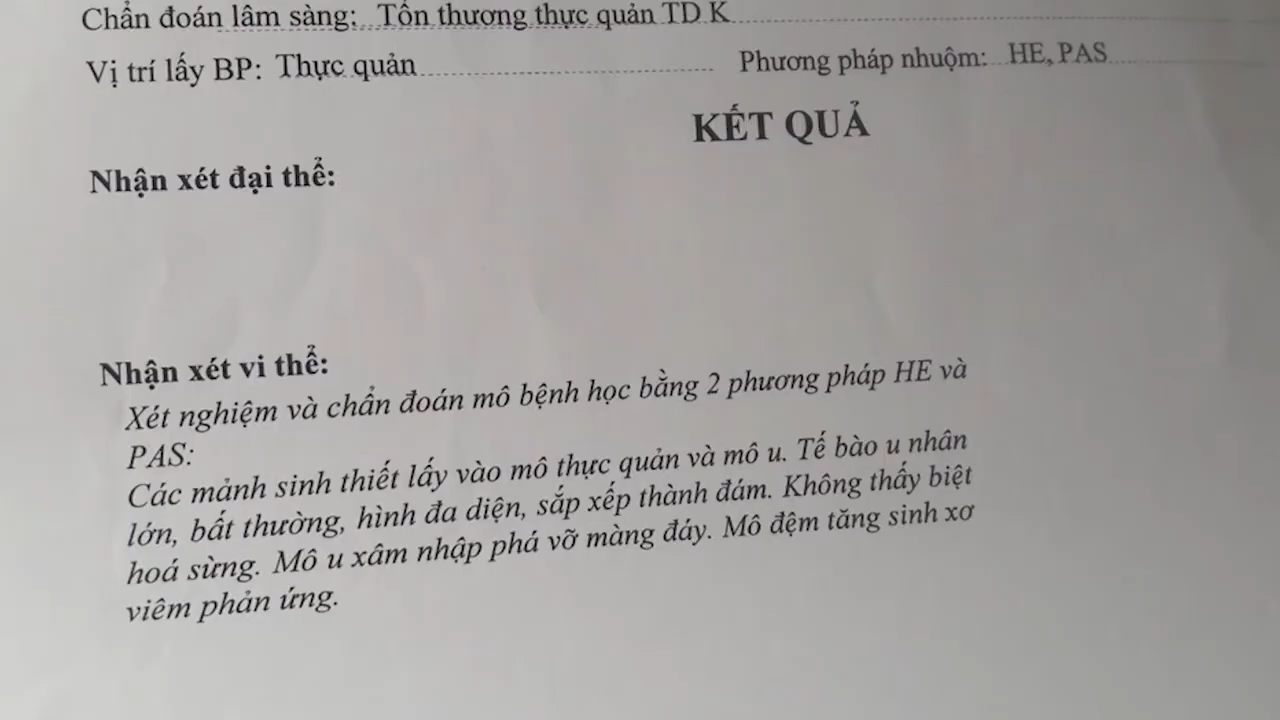 Chẩn đoán lâm sàng: Tổn thương thực quản TD K
Vị trí lấy BP: Thực quản Phương pháp nhuộm: HE, PAS
KẾT QUẢ
Nhận xét đại thể:
Nhận xét vi thể:
Xét nghiệm và chẩn đoán mô bệnh học bằng 2 phương pháp HE và
PAS:
Các mảnh sinh thiết lấy vào mô thực quản và mô u. Tế bào u nhân
lớn, bất thường, hình đa diện, sắp xếp thành đám. Không thấy biệt
hoá sừng. Mô u xâm nhập phá vỡ màng đáy. Mô đệm tăng sinh xơ
viêm phản ứng.